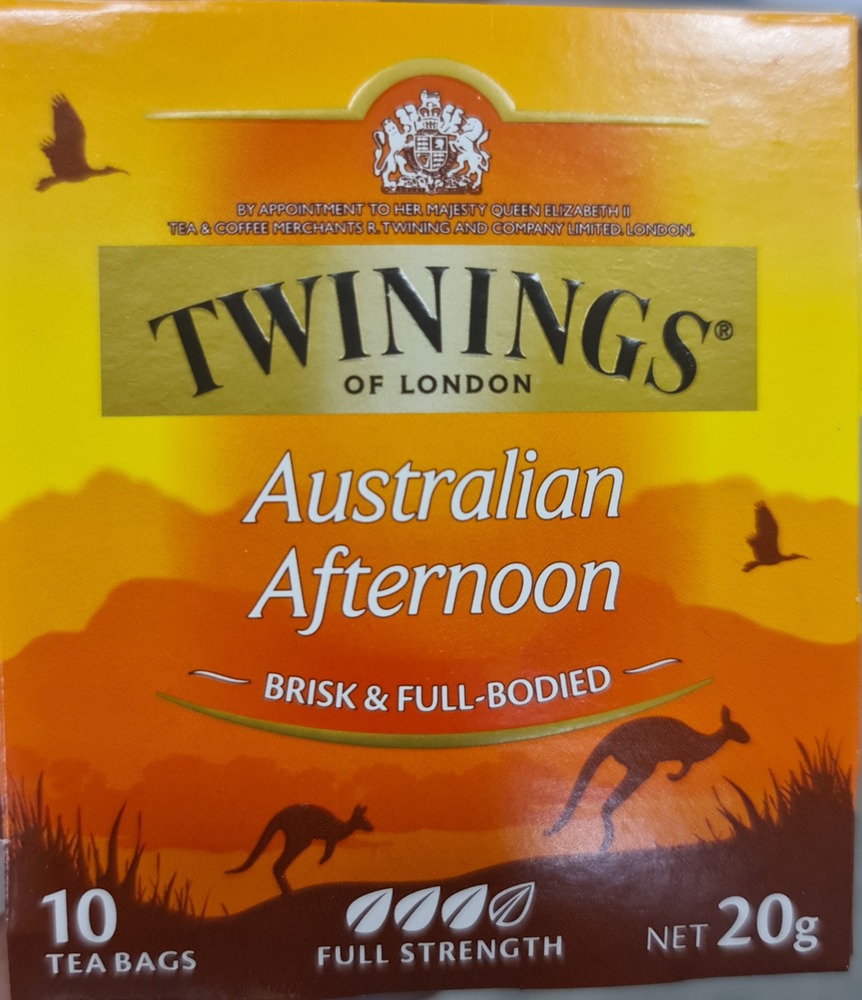 BY APPOINTMENT TO HER MAJESTY QUEEN ELIZABETH II
TEA & COFFEE MERCHANTS R. TWINING AND COMPANY LIMITED. LONDON.
TWININGS®
OF LONDON
Australian
Afternoon
BRISK & FULL-BODIED
10
TEA BAGS
FULL STRENGTH
NET 20g